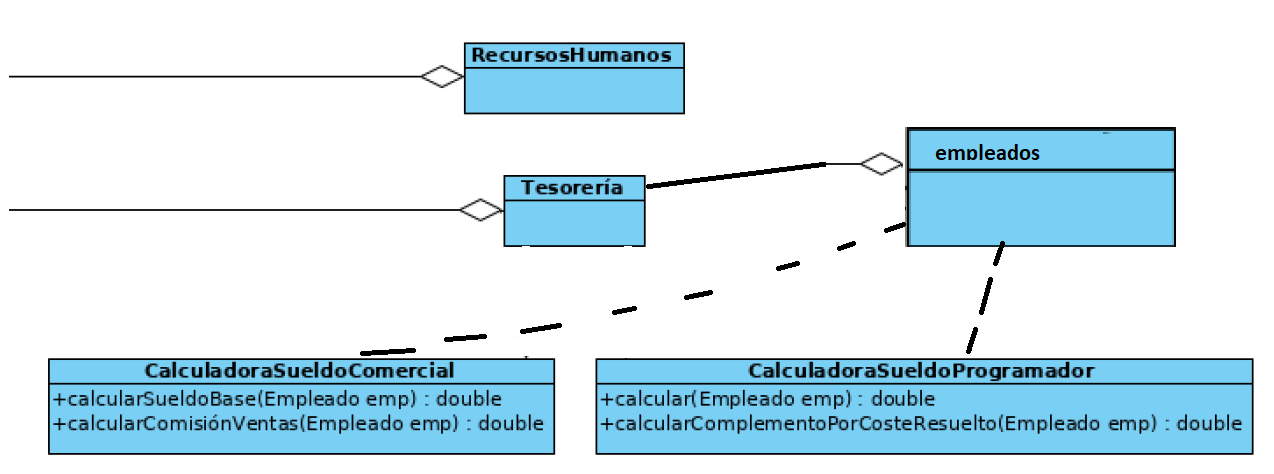 RecursosHumanos
empleados
Tesorería
CalculadoraSueldoComercial
+calcularSueldoBase(Empleado emp) : double
+calcularComisiónVentas(Empleado emp) : double
CalculadoraSueldoProgramador
+calcular(Empleado emp) : double
+calcularComplementoPorCosteResuelto(Empleado emp) : double